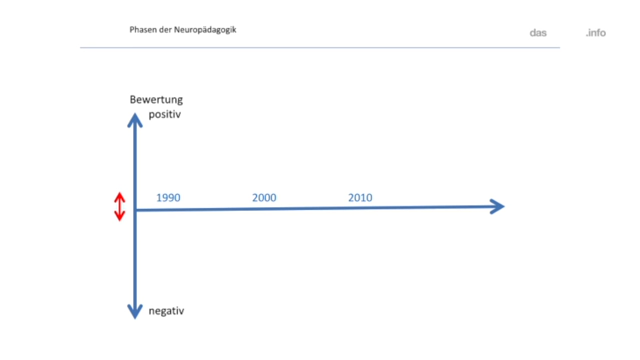 Phasen der Neuropädagogik
das .info
Bewertung
positiv
1990 2000 2010
negativ